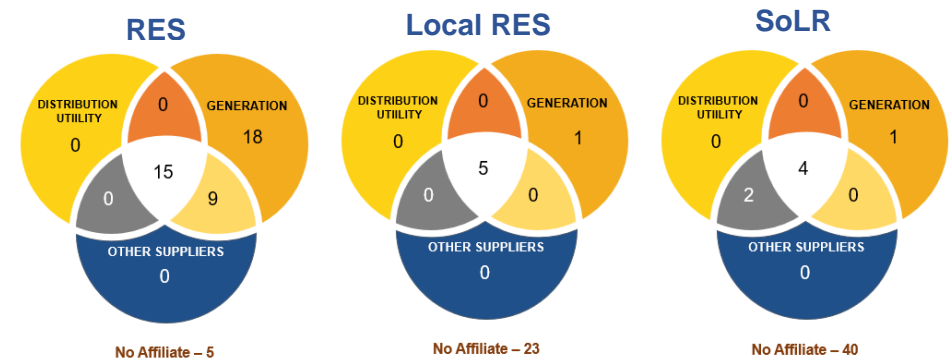 RES
DISTRIBUTION
UTIILITY
0
0
GENERATION
18
15
0
9
OTHER SUPPLIERS
0
No Affiliate – 5
Local RES
DISTRIBUTION
UTILITY
0
0
GENERATION
1
5
0
0
OTHER SUPPLIERS
0
No Affiliate – 23
SoLR
DISTRIBUTION
UTILITY
0
0
GENERATION
1
4
2
0
OTHER SUPPLIERS
0
No Affiliate – 40